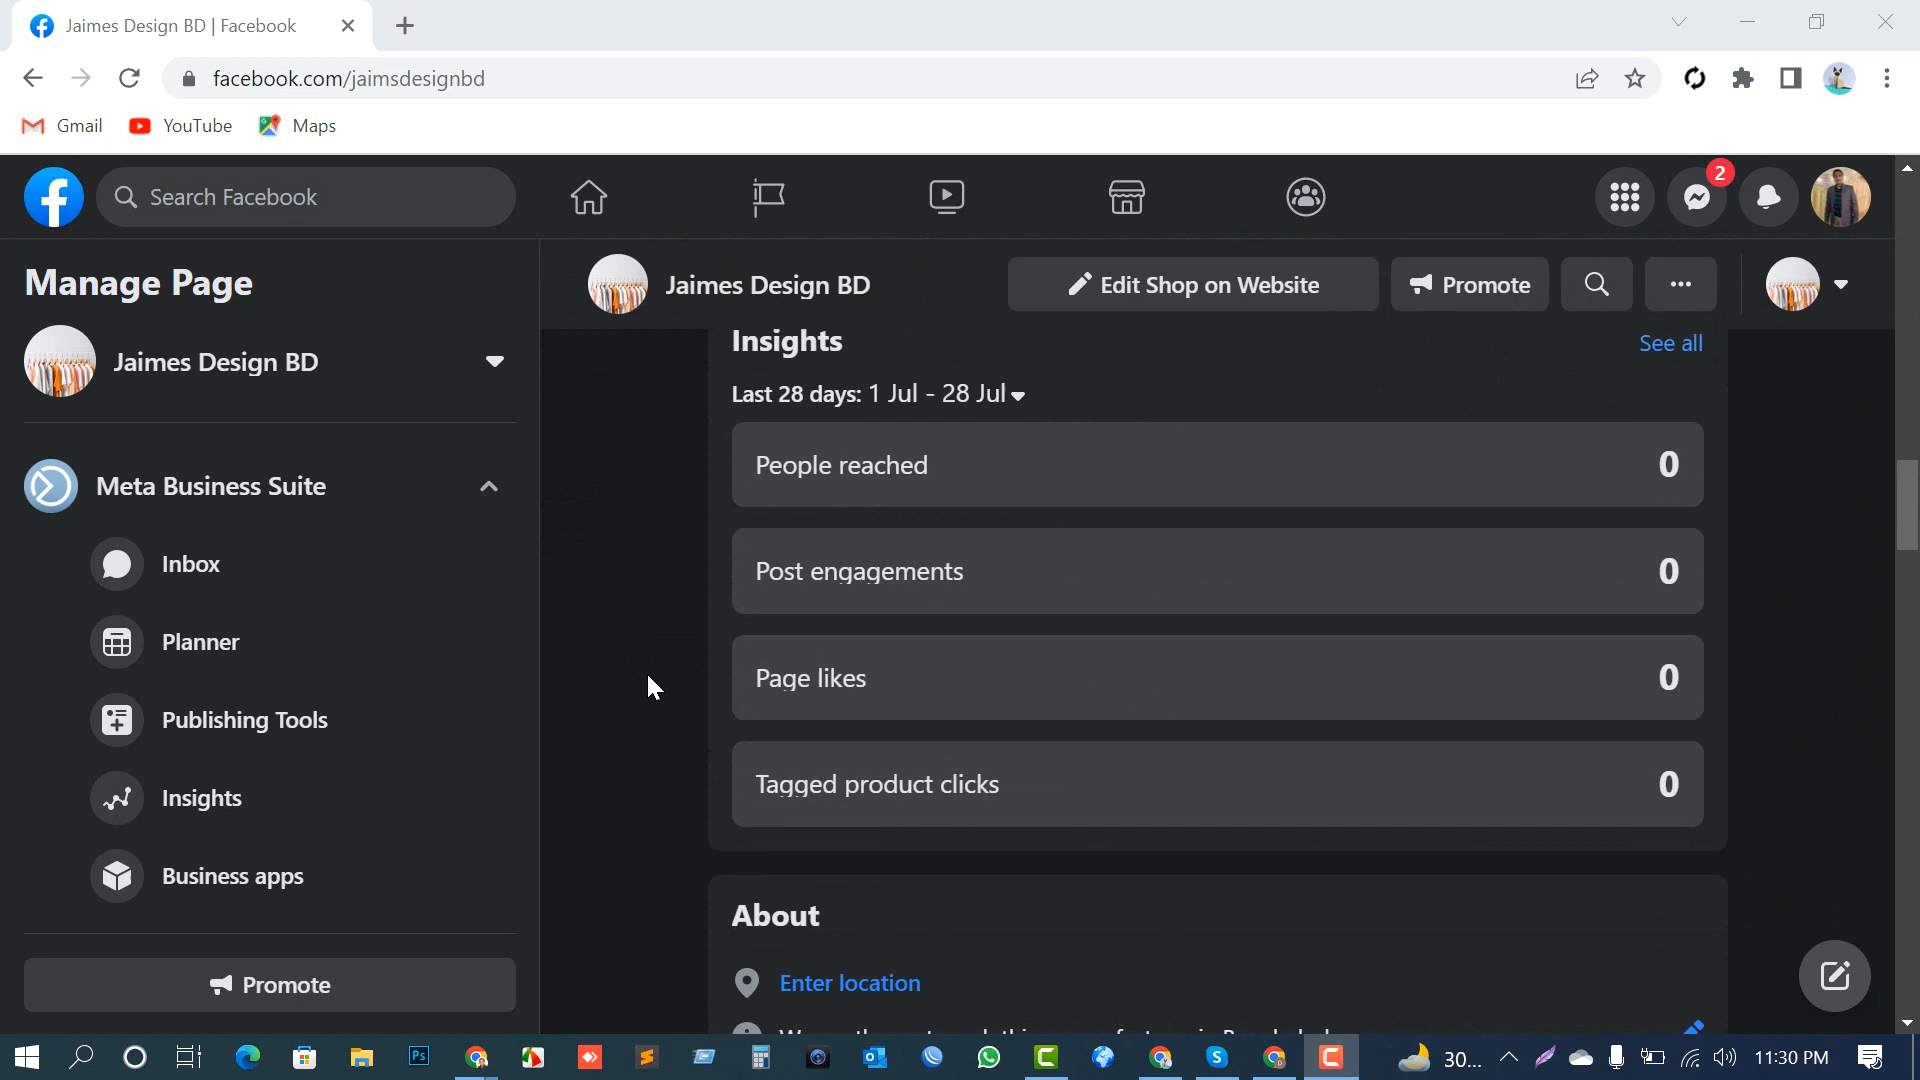 Jaimes Design BD | Facebook
facebook.com/jaimsdesignbd
Gmail
YouTube
Maps
Search Facebook
2
Manage Page
Jaimes Design BD
Meta Business Suite
Inbox
Planner
Publishing Tools
Insights
Business apps
Promote
Jaimes Design BD
Edit Shop on Website
Promote
Insights
See all
Last 28 days: 1 Jul - 28 Jul
People reached 0
Post engagements 0
Page likes 0
Tagged product clicks 0
About
Enter location
Ps
30...
11:30 PM